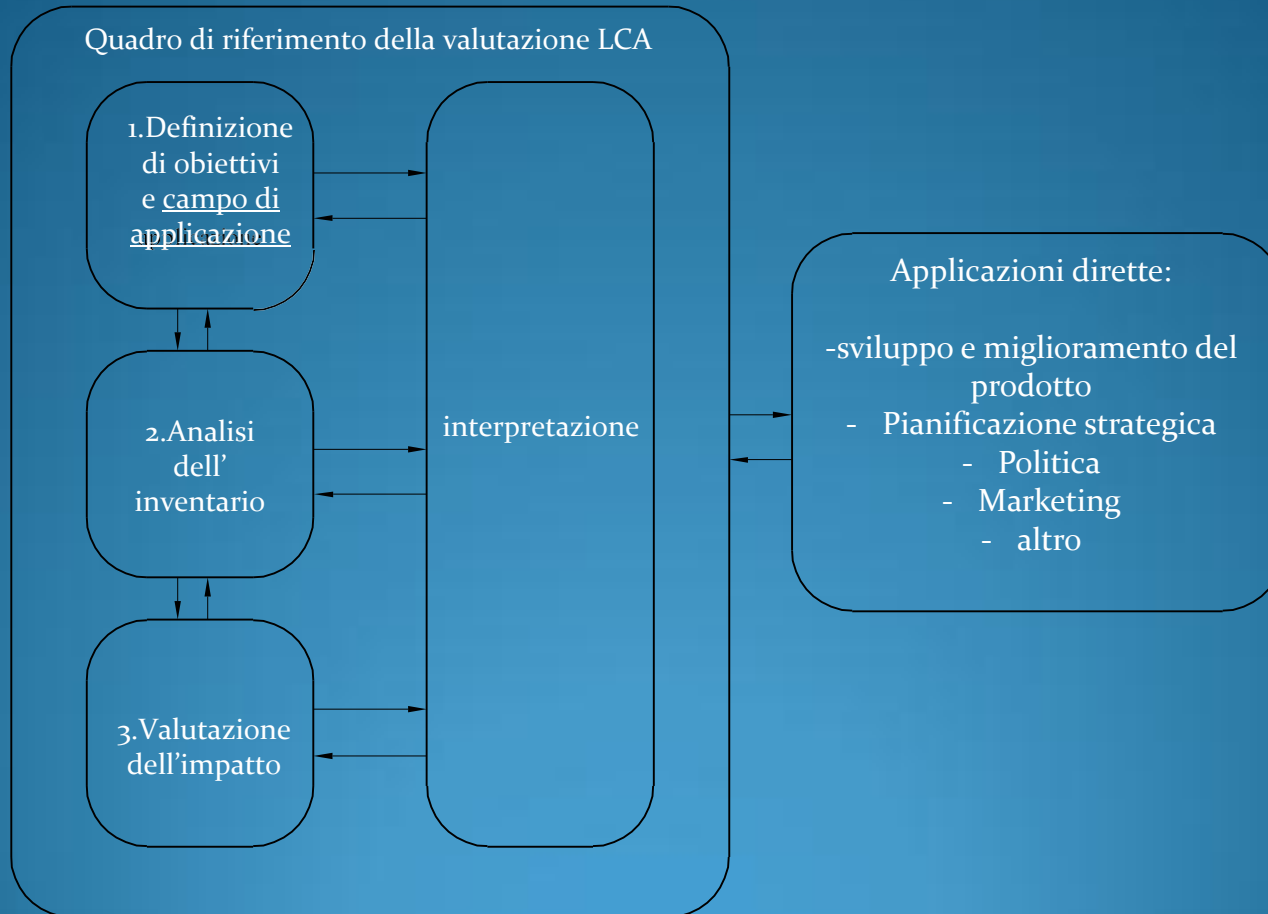 Quadro di riferimento della valutazione LCA
1.Definizione
di obiettivi
e campo di
applicazione
2.Analisi
dell'
inventario
3.Valutazione
dell'impatto
interpretazione
Applicazioni dirette:
-sviluppo e miglioramento del
prodotto
- Pianificazione strategica
- Politica
- Marketing
- altro